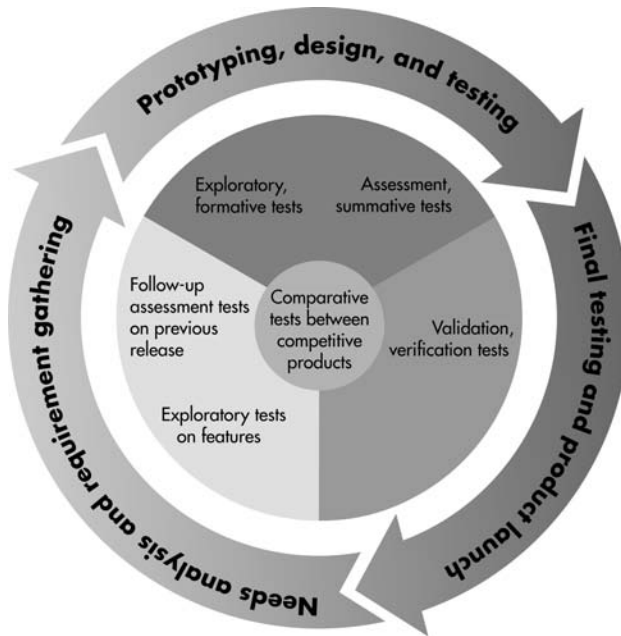 Prototyping, design, and testing
Exploratory,
formative tests
Assessment,
summative tests
Final testing and product launch
Follow-up
assessment tests
on previous
release
Comparative
tests between
competitive
products
Validation,
verification tests
Exploratory tests
on features
Needs analysis and requirement gathering